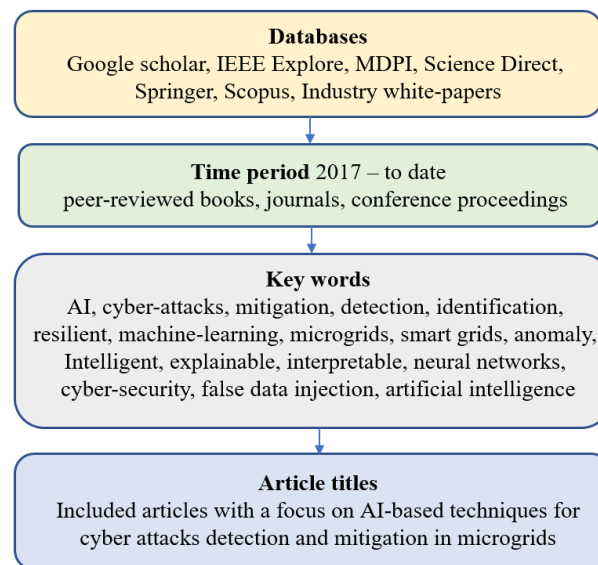 Databases
Google scholar, IEEE Explore, MDPI, Science Direct,
Springer, Scopus, Industry white-papers
Time period 2017 – to date
peer-reviewed books, journals, conference proceedings
Key words
AI, cyber-attacks, mitigation, detection, identification,
resilient, machine-learning, microgrids, smart grids, anomaly,
Intelligent, explainable, interpretable, neural networks,
cyber-security, false data injection, artificial intelligence
Article titles
Included articles with a focus on AI-based techniques for
cyber attacks detection and mitigation in microgrids